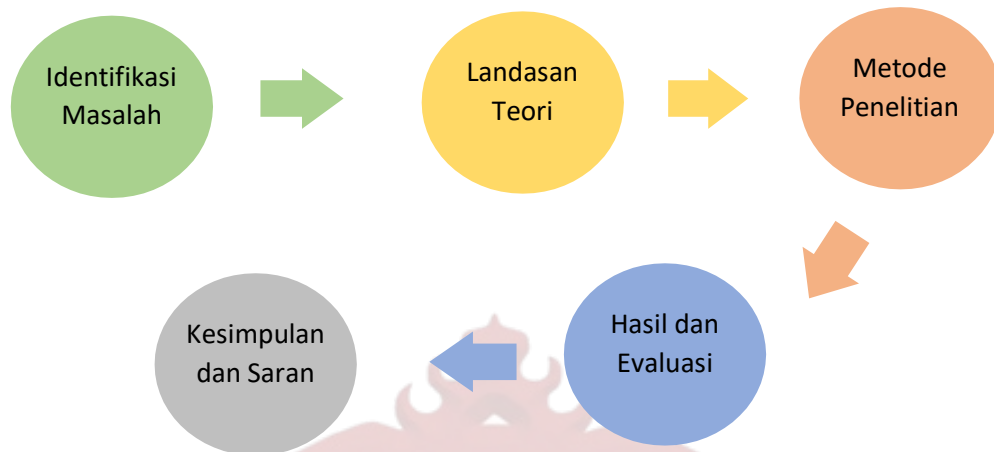 Identifikasi
Masalah
Landasan
Teori
Metode
Penelitian
Hasil dan
Evaluasi
Kesimpulan
dan Saran